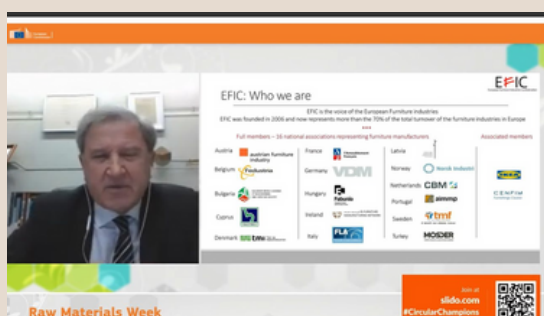 EFIC
EFIC: Who we are
EFIC is the voice of the European Furniture Industries
EFIC was founded in 2006 and now represents more than the 70% of the total turnover of the furniture industries in Europe
***
Full members – 16 national associations representing furniture manufacturers
Associated members
Austria
austrian furniture
industry
France
Latvia
Belgium
Fedustria
Germany
VDM
Norway
Norsk Industri
IKEA
Bulgaria
Hungary
Netherlands
CBM
CENFIM
Portugal
aimmp
Cyprus
Ireland
Sweden
tmf
Denmark
Italy
FLA
Turkey
MOSDER
Join at
slido.com
#CircularChampions
Raw Materials Week